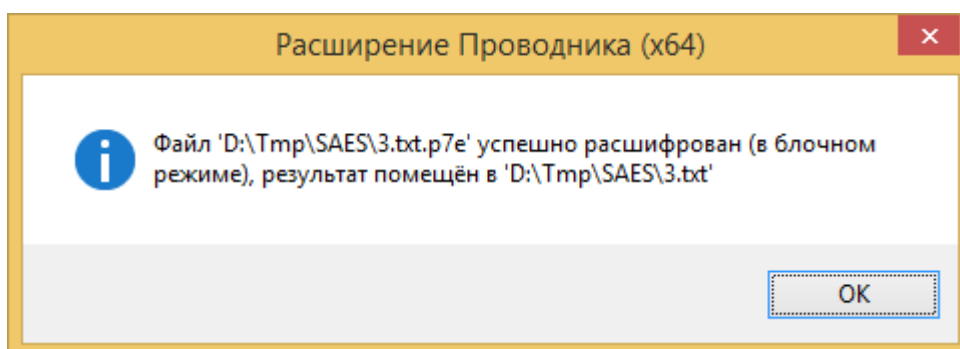 Расширение Проводника (x64)
Файл 'D:\Tmp\SAES\3.txt.p7e' успешно расшифрован (в блочном
режиме), результат помещён в 'D:\Tmp\SAES\3.txt'
OK